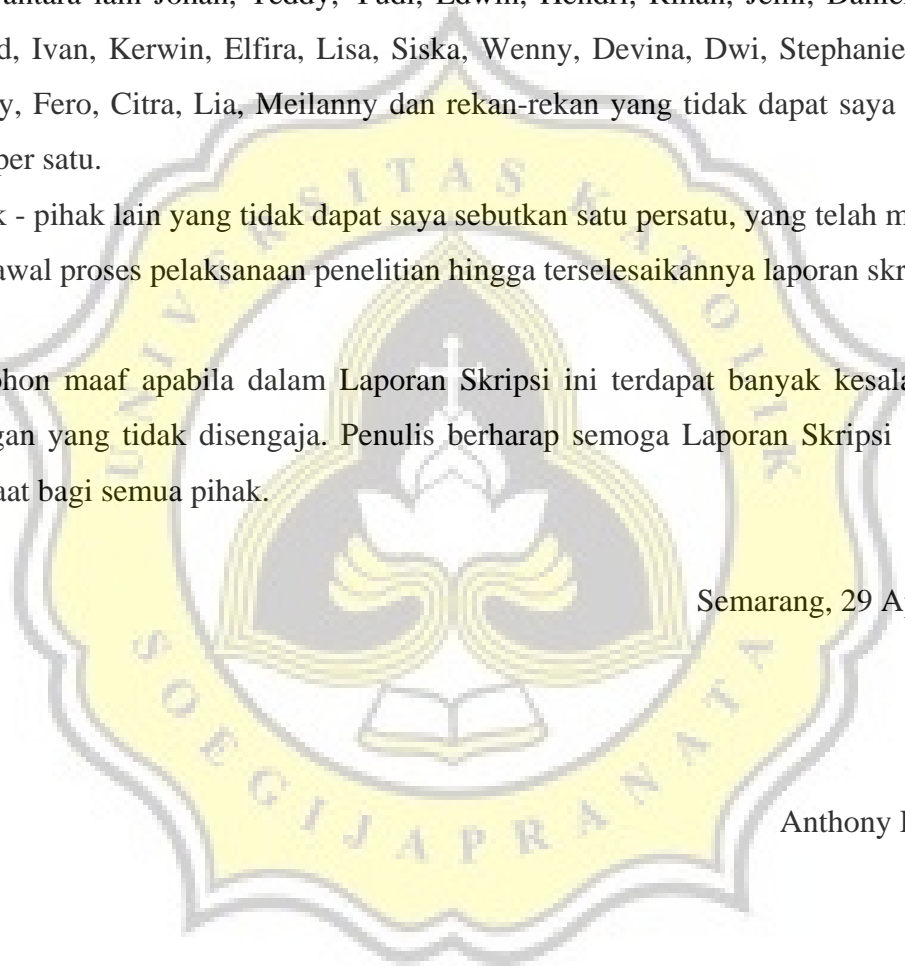 antara lain Johan, Teddy, Yudi, Edwin, Hendri, Kinan, Jemi, Daniel
d, Ivan, Kerwin, Elfira, Lisa, Siska, Wenny, Devina, Dwi, Stephanie
y, Fero, Citra, Lia, Meilanny dan rekan-rekan yang tidak dapat saya
per satu.
k - pihak lain yang tidak dapat saya sebutkan satu persatu, yang telah m
awal proses pelaksanaan penelitian hingga terselesaikannya laporan skr
ohon maaf apabila dalam Laporan Skripsi ini terdapat banyak kesala
gan yang tidak disengaja. Penulis berharap semoga Laporan Skripsi
aat bagi semua pihak.
Semarang, 29 A
Anthony
UNIVERSITAS KATOLIK
SOEGIJAPRANATA